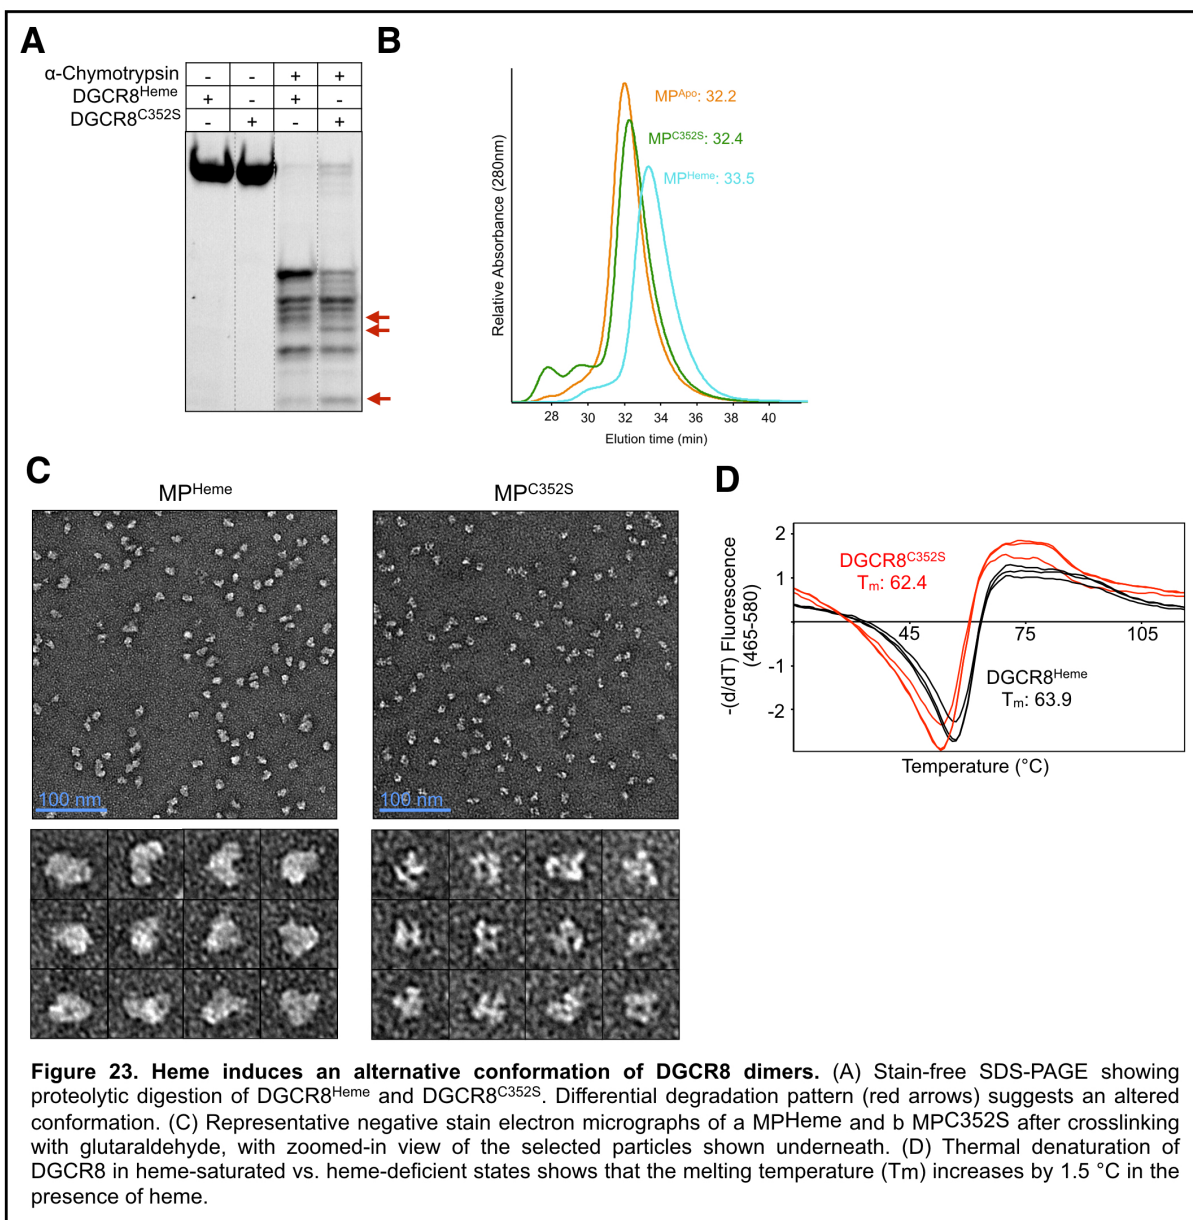 A
α-Chymotrypsin - - + +
DGCR8Heme + - + -
DGCR8C352S - + - +
B
MPApo: 32.2
MPC352S: 32.4
MPHeme: 33.5
Relative Absorbance (280nm)
28 30 32 34 36 38 40
Elution time (min)
C
MPHeme
MPC352S
100 nm
100 nm
D
DGCR8C352S
Tm: 62.4
DGCR8Heme
Tm: 63.9
2
1
-1
-2
45 75 105
-(d/dT) Fluorescence
(465-580)
Temperature (°C)
Figure 23. Heme induces an alternative conformation of DGCR8 dimers. (A) Stain-free SDS-PAGE showing
proteolytic digestion of DGCR8Heme and DGCR8C352S. Differential degradation pattern (red arrows) suggests an altered
conformation. (C) Representative negative stain electron micrographs of a MPHeme and b MPC352S after crosslinking
with glutaraldehyde, with zoomed-in view of the selected particles shown underneath. (D) Thermal denaturation of
DGCR8 in heme-saturated vs. heme-deficient states shows that the melting temperature (Tm) increases by 1.5 °C in the
presence of heme.